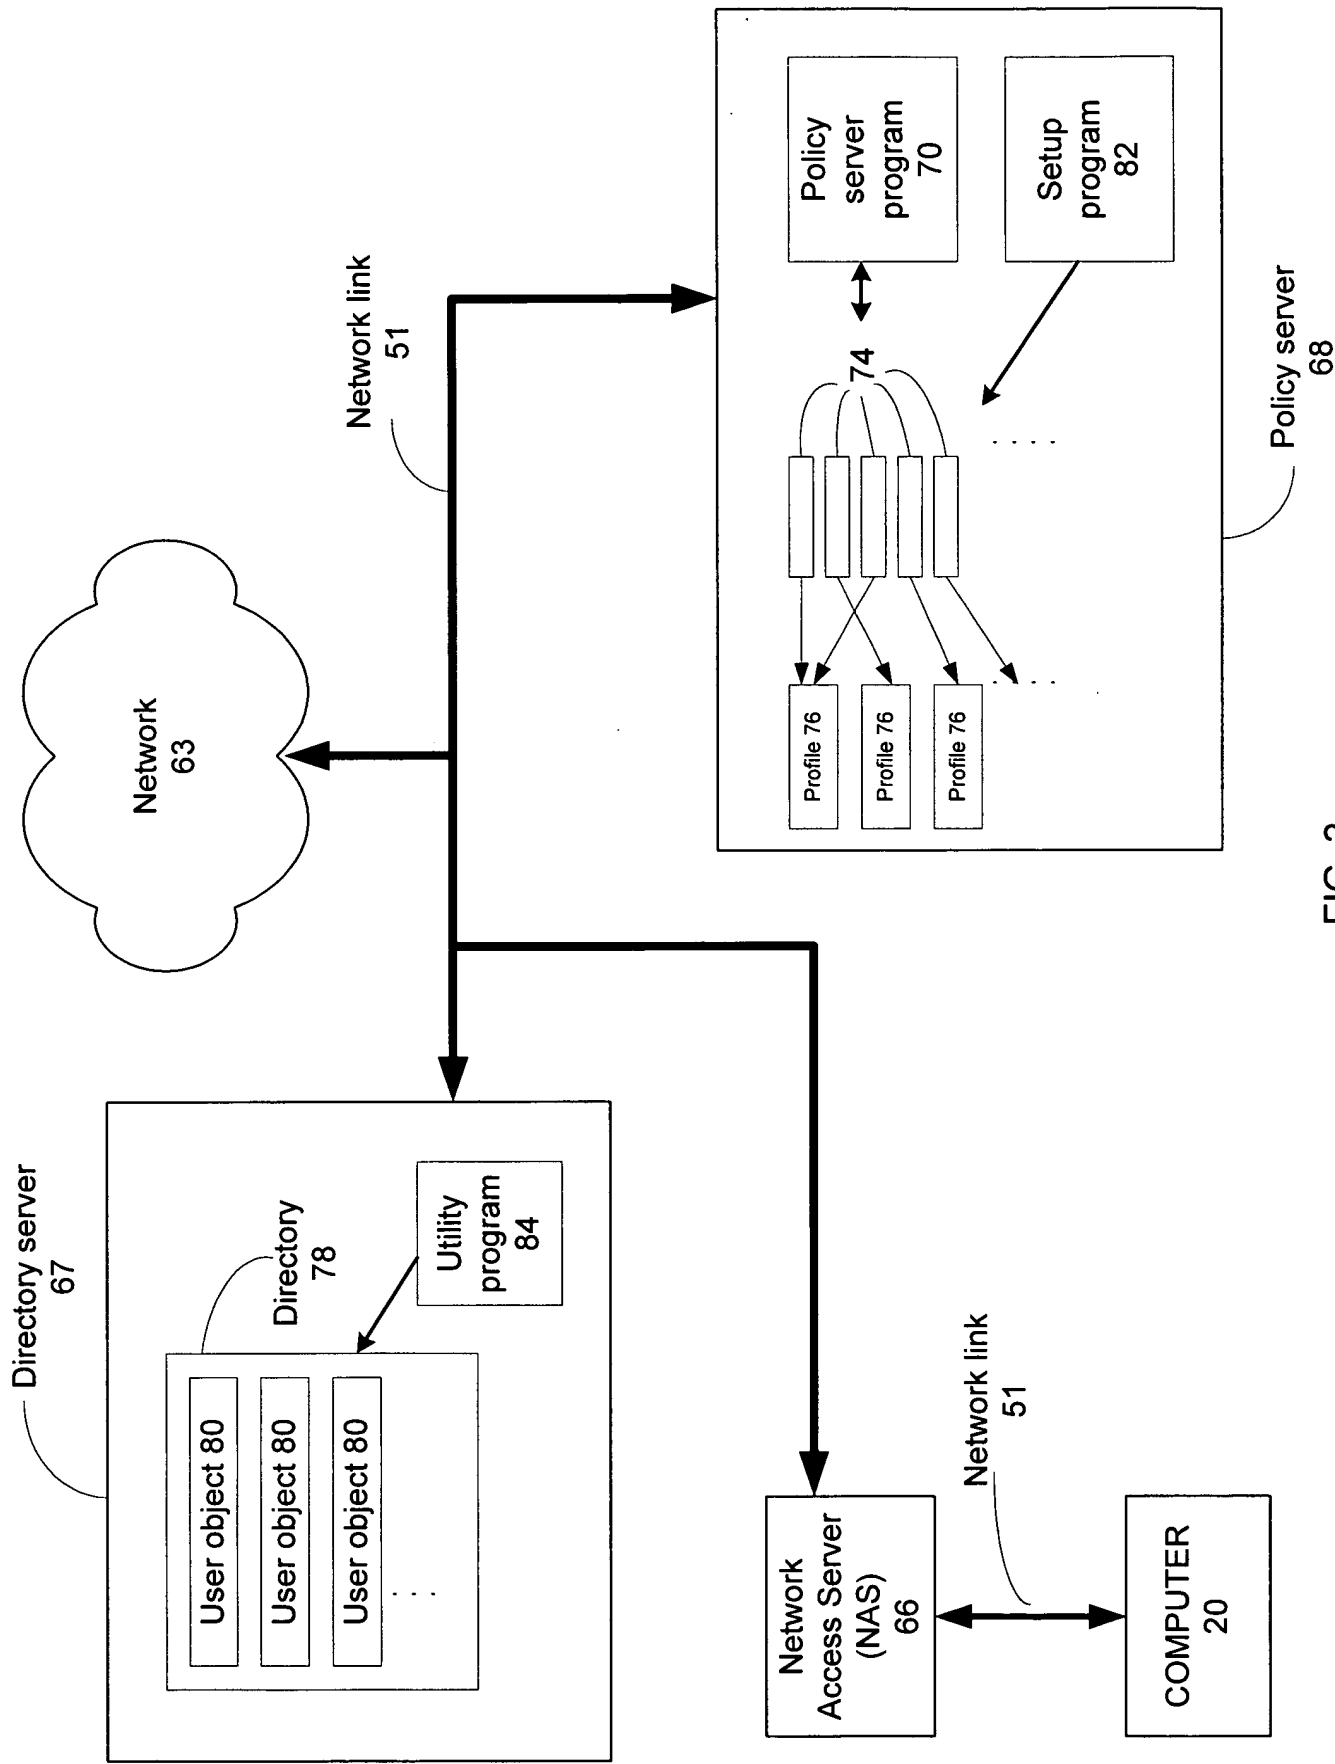 Directory server
67
User object 80
User object 80
User object 80
. . . .
Directory
78
Utility
program
84
Network
63
Network link
51
COMPUTER
20
Network link
51
Network
Access Server
(NAS)
66
Profile 76
Profile 76
Profile 76
. . . .
74
. . . .
Policy
server
program
70
Setup
program
82
Policy server
68
FIG.